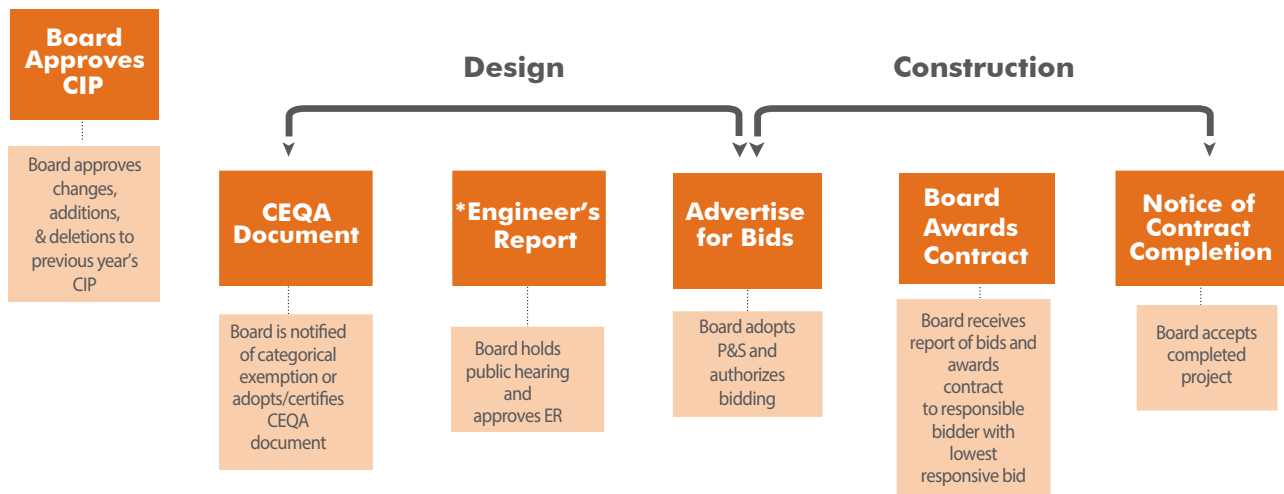 Board
Approves
CIP
Board approves
changes,
additions,
& deletions to
previous year's
CIP
Design
Construction
CEQA
Document
Board is notified
of categorical
exemption or
adopts/certifies
CEQA
document
*Engineer's
Report
Board holds
public hearing
and
approves ER
Advertise
for Bids
Board adopts
P&S and
authorizes
bidding
Board
Awards
Contract
Board receives
report of bids and
awards
contract
to responsible
bidder with
lowest
responsive bid
Notice of
Contract
Completion
Board accepts
completed
project